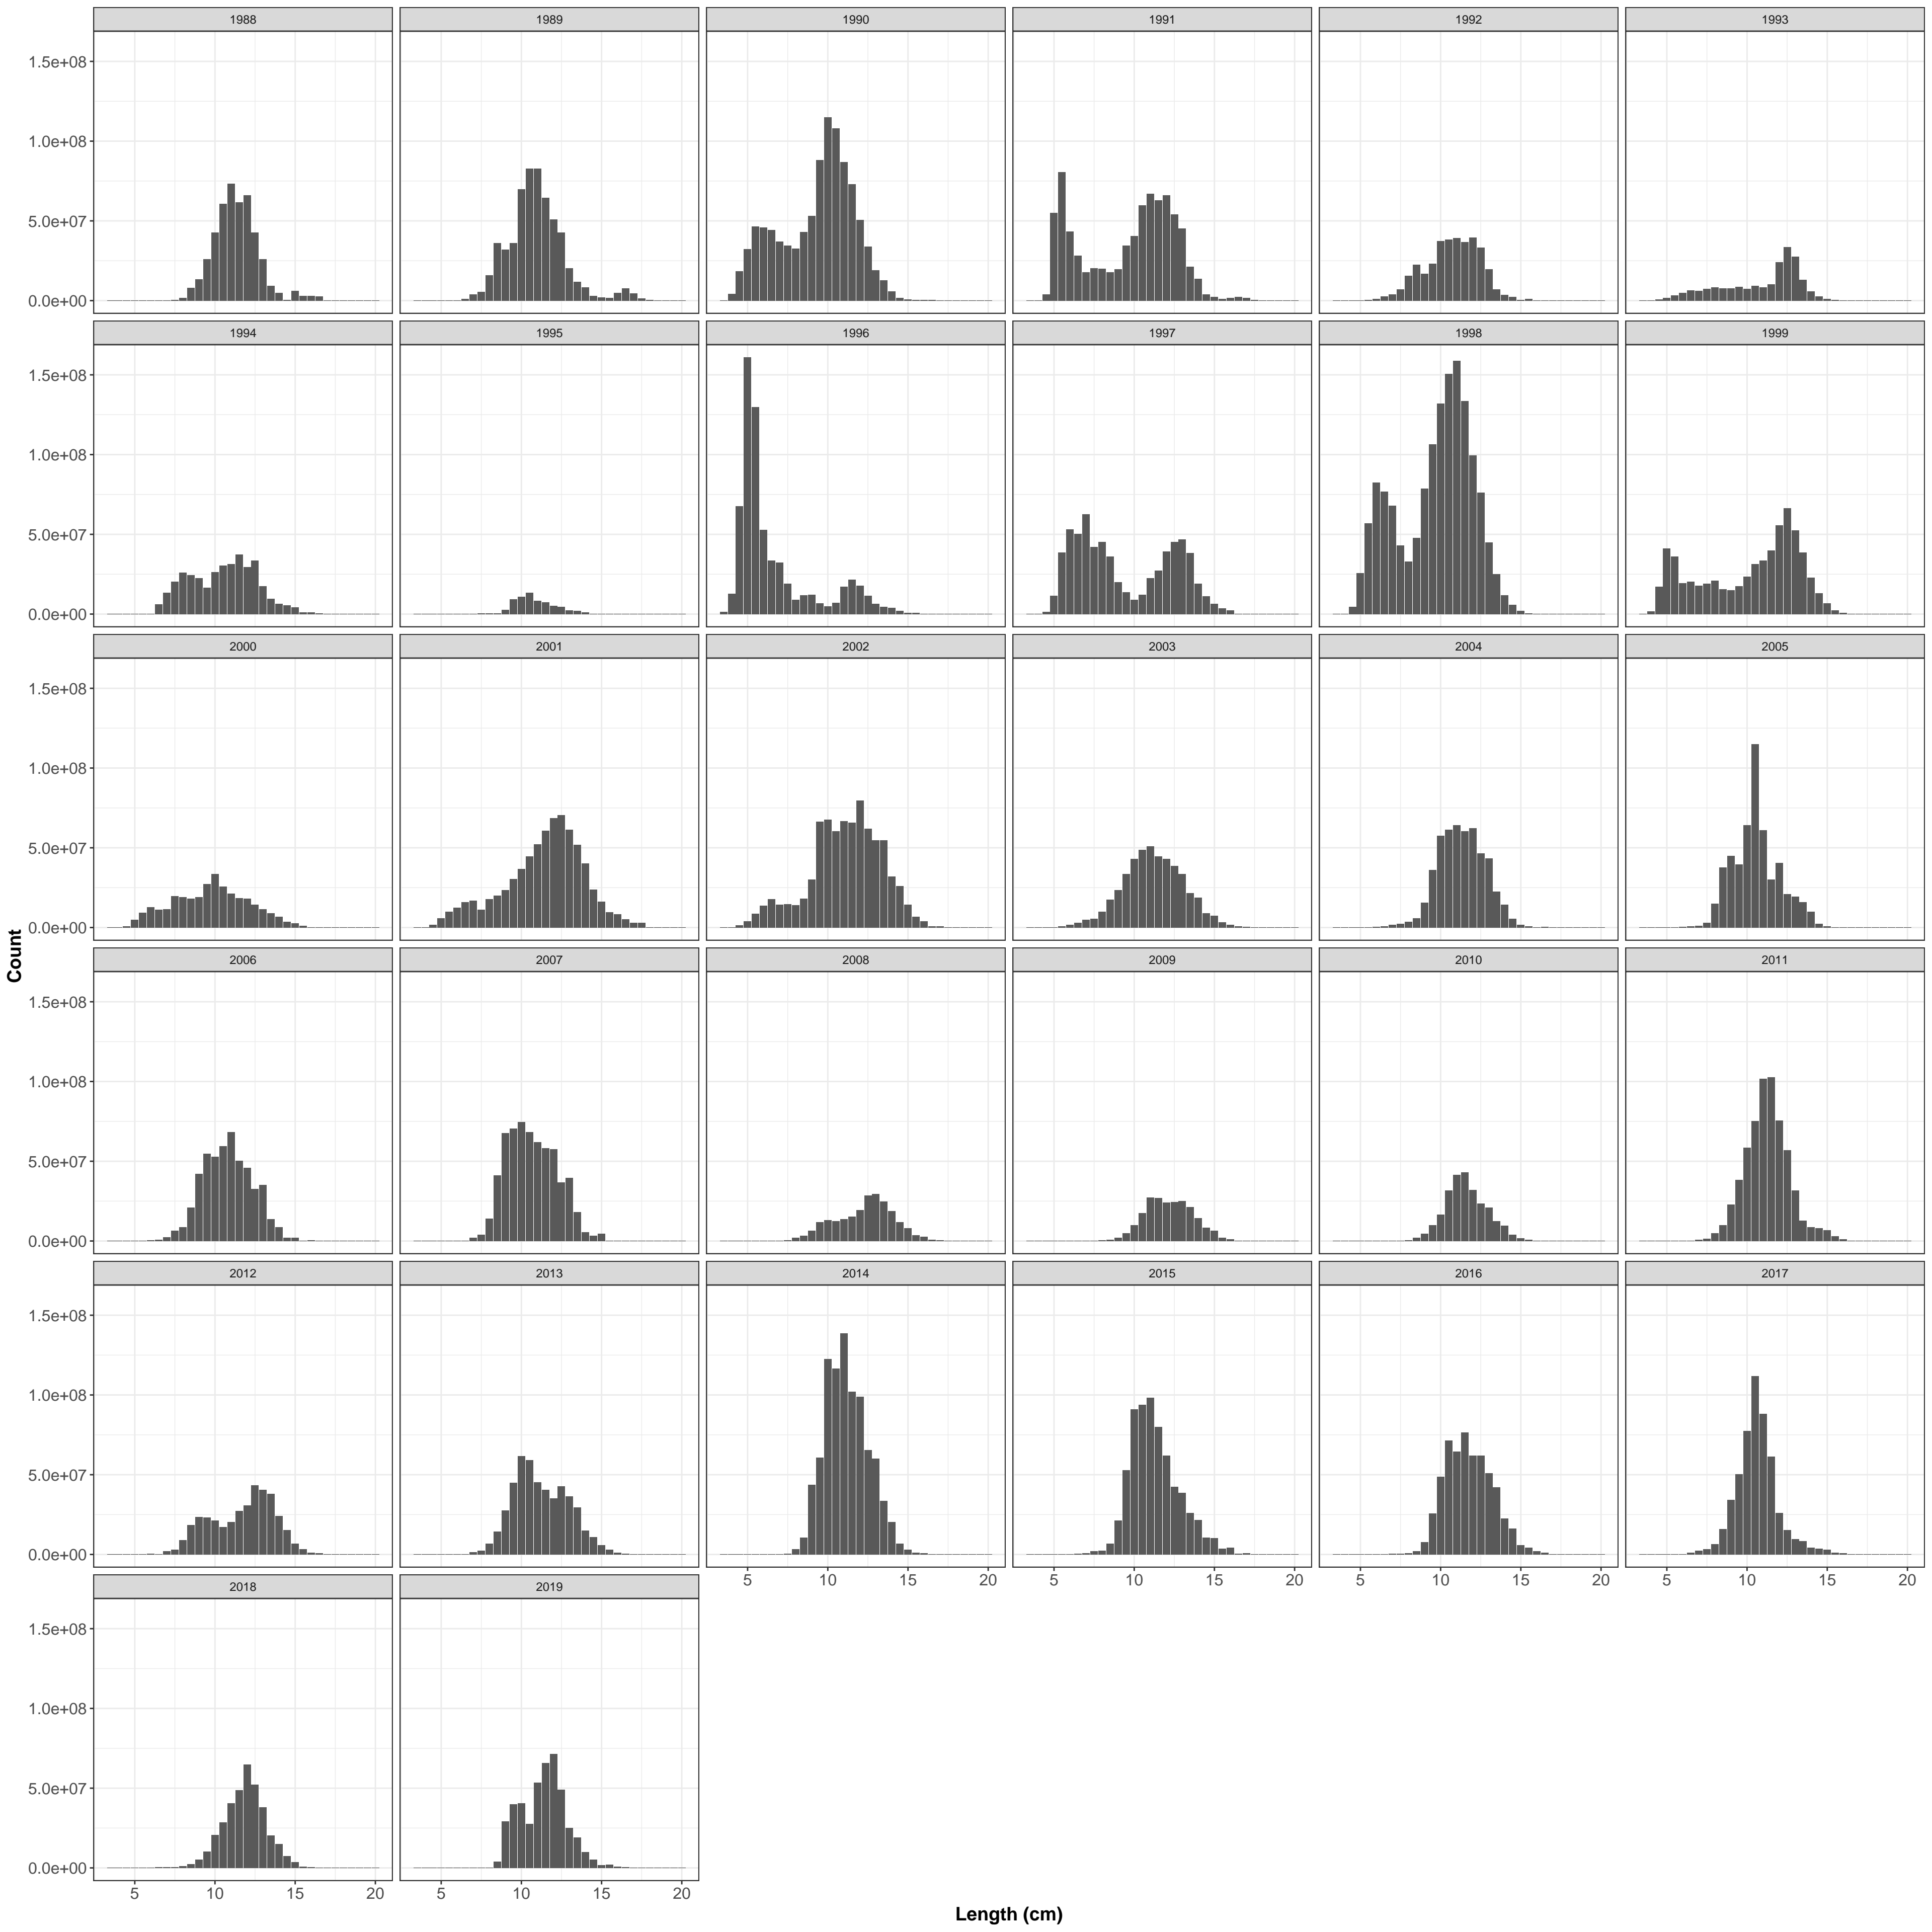 1988 1989 1990 1991 1992 1993
1.5e+08
1.0e+08
5.0e+07
0.0e+00
1994 1995 1996 1997 1998 1999
1.5e+08
1.0e+08
5.0e+07
0.0e+00
2000 2001 2002 2003 2004 2005
1.5e+08
1.0e+08
5.0e+07
0.0e+00
Count
2006 2007 2008 2009 2010 2011
1.5e+08
1.0e+08
5.0e+07
0.0e+00
2012 2013 2014 2015 2016 2017
1.5e+08
1.0e+08
5.0e+07
0.0e+00
5 10 15 20 5 10 15 20 5 10 15 20 5 10 15 20
2018 2019
1.5e+08
1.0e+08
5.0e+07
0.0e+00
5 10 15 20 5 10 15 20
Length (cm)